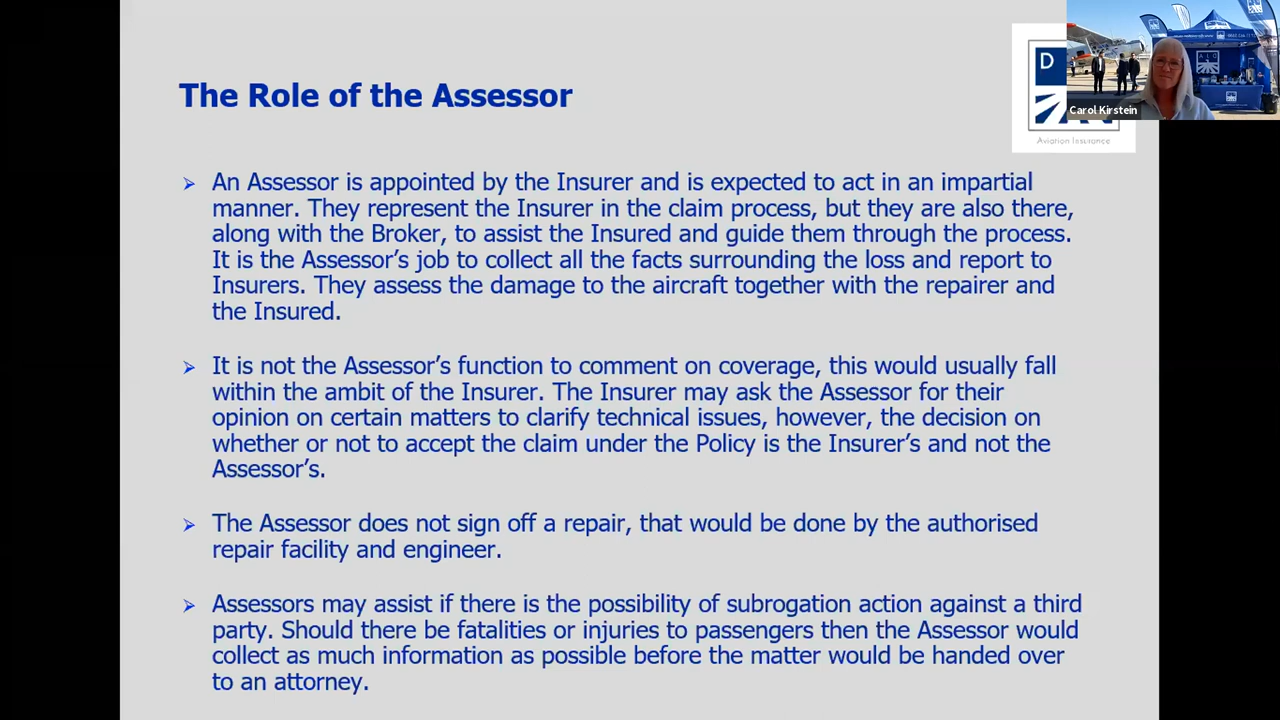 The Role of the Assessor
D
Aviation Insurance
Carol Kirstein
➢ An Assessor is appointed by the Insurer and is expected to act in an impartial
manner. They represent the Insurer in the claim process, but they are also there,
along with the Broker, to assist the Insured and guide them through the process.
It is the Assessor’s job to collect all the facts surrounding the loss and report to
Insurers. They assess the damage to the aircraft together with the repairer and
the Insured.
➢ It is not the Assessor’s function to comment on coverage, this would usually fall
within the ambit of the Insurer. The Insurer may ask the Assessor for their
opinion on certain matters to clarify technical issues, however, the decision on
whether or not to accept the claim under the Policy is the Insurer’s and not the
Assessor’s.
➢ The Assessor does not sign off a repair, that would be done by the authorised
repair facility and engineer.
➢ Assessors may assist if there is the possibility of subrogation action against a third
party. Should there be fatalities or injuries to passengers then the Assessor would
collect as much information as possible before the matter would be handed over
to an attorney.